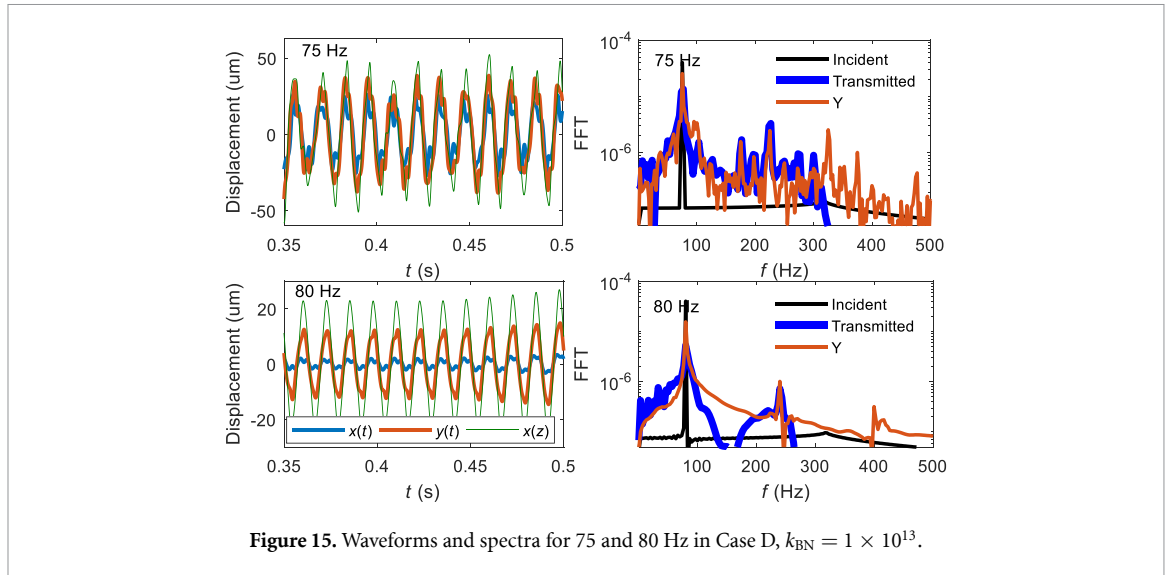 75 Hz
50
0
-50
Displacement (um)
0.35 0.4 0.45 0.5
t (s)
10⁻⁴
10⁻⁶
FFT
75 Hz
Incident
Transmitted
Y
100 200 300 400 500
f (Hz)
80 Hz
20
0
-20
Displacement (um)
x(t) y(t) x(z)
0.35 0.4 0.45 0.5
t (s)
10⁻⁴
10⁻⁶
FFT
80 Hz
Incident
Transmitted
Y
100 200 300 400 500
f (Hz)
Figure 15. Waveforms and spectra for 75 and 80 Hz in Case D, k_BN = 1 × 10¹³.